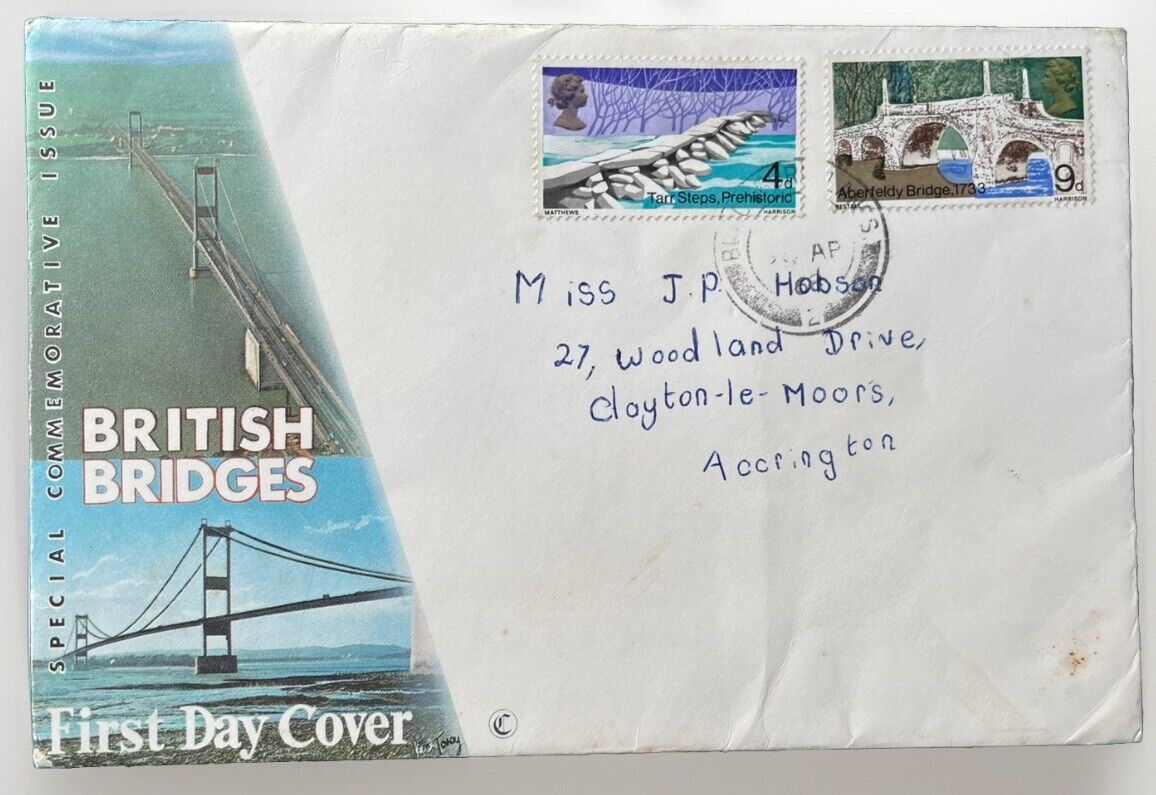 SPECIAL COMMEMORATIVE ISSUE
BRITISH
BRIDGES
First Day Cover
C
4d
Tarr Steps, Prehistoric
MATTHEWS
HARRISON
9d
Aberfeldy Bridge, 1733
RESTALL
HARRISON
AP
Miss J.P. Hobson
27, Woodland Drive,
Clayton-le-Moors,
Accrington